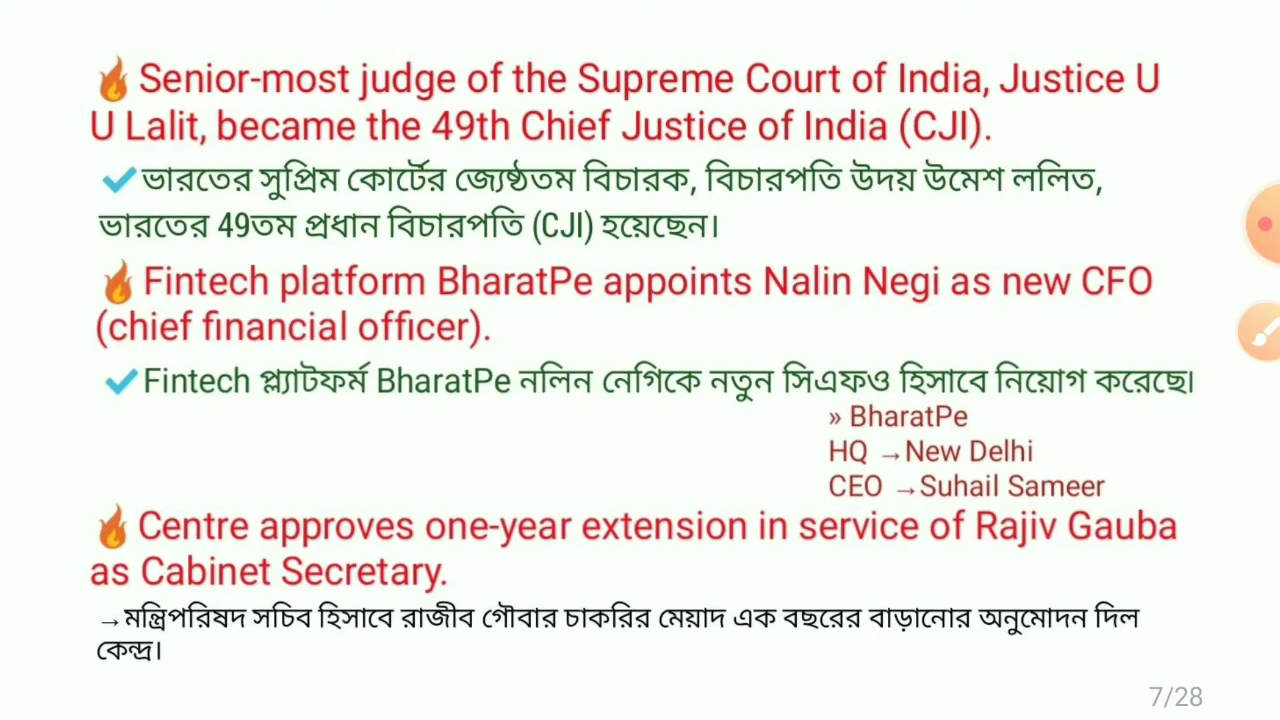 🔥Senior-most judge of the Supreme Court of India, Justice U
U Lalit, became the 49th Chief Justice of India (CJI).
✔ভারতের সুপ্রিম কোর্টের জ্যেষ্ঠতম বিচারক, বিচারপতি উদয় উমেশ ললিত,
ভারতের 49তম প্রধান বিচারপতি (CJI) হয়েছেন।
🔥Fintech platform BharatPe appoints Nalin Negi as new CFO
(chief financial officer).
✔Fintech প্ল্যাটফর্ম BharatPe নলিন নেগিকে নতুন সিএফও হিসাবে নিয়োগ করেছে৷
» BharatPe
HQ →New Delhi
CEO →Suhail Sameer
🔥Centre approves one-year extension in service of Rajiv Gauba
as Cabinet Secretary.
→মন্ত্রিপরিষদ সচিব হিসাবে রাজীব গৌবার চাকরির মেয়াদ এক বছরের বাড়ানোর অনুমোদন দিল
কেন্দ্র।
7/28